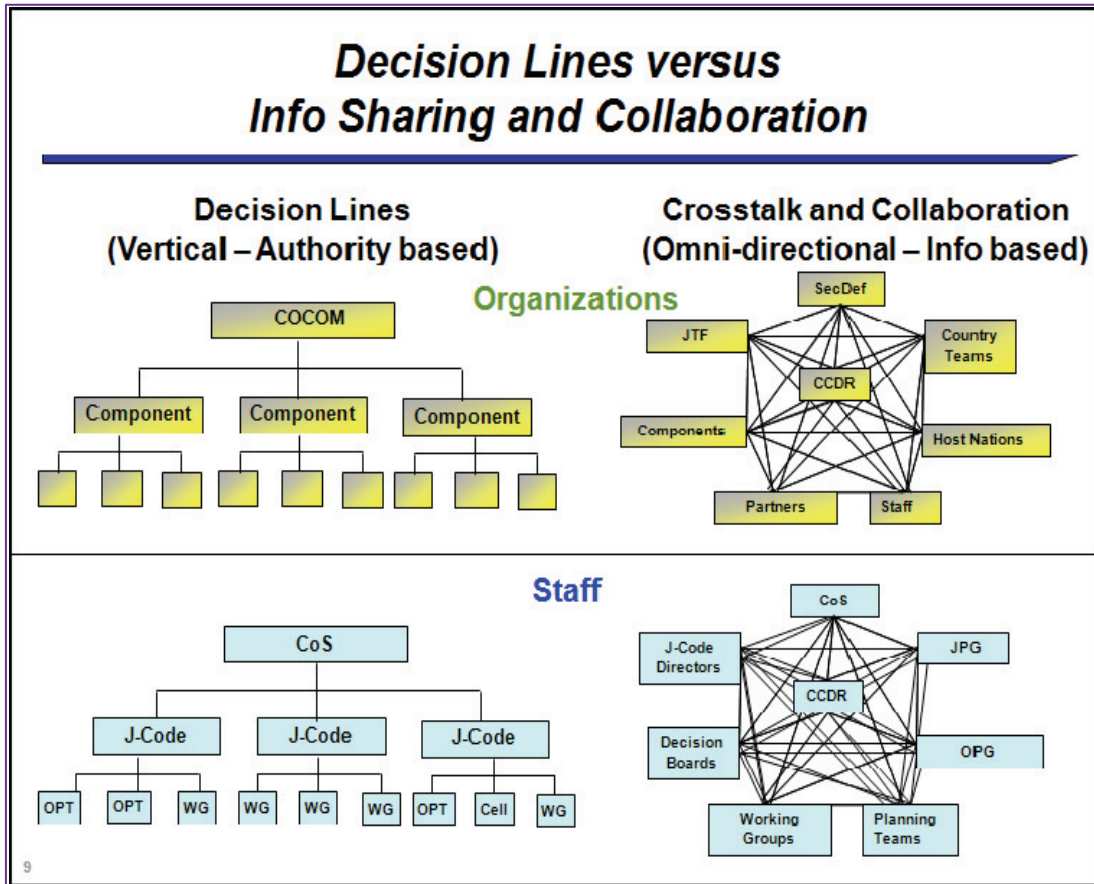 Decision Lines versus
Info Sharing and Collaboration
Decision Lines
(Vertical – Authority based)
Crosstalk and Collaboration
(Omni-directional – Info based)
Organizations
COCOM
Component
Component
Component
SecDef
JTF
Country
Teams
CCDR
Components
Host Nations
Partners
Staff
Staff
CoS
J-Code
J-Code
J-Code
OPT
OPT
WG
WG
WG
WG
OPT
Cell
WG
CoS
J-Code
Directors
JPG
CCDR
Decision
Boards
OPG
Working
Groups
Planning
Teams
9